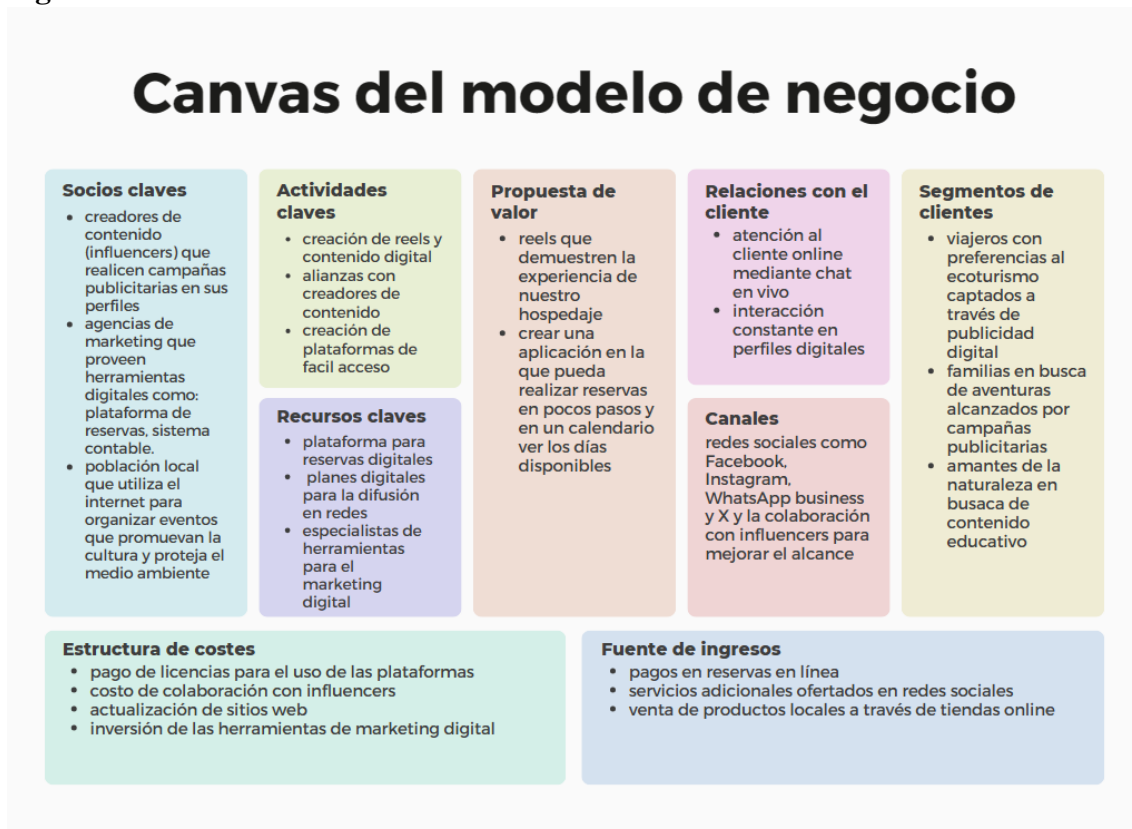 Canvas del modelo de negocio
Socios claves
creadores de
contenido
(influencers) que
realicen campañas
publicitarias en sus
perfiles
agencias de
marketing que
proveen
herramientas
digitales como:
plataforma de
reservas, sistema
contable.
población local
que utiliza el
internet para
organizar eventos
que promuevan la
cultura y proteja el
medio ambiente
Actividades
claves
creación de reels y
contenido digital
alianzas con
creadores de
contenido
creación de
plataformas de
facil acceso
Recursos claves
plataforma para
reservas digitales
planes digitales
para la difusión
en redes
especialistas de
herramientas
para el
marketing
digital
Propuesta de
valor
reels que
demuestren la
experiencia de
nuestro
hospedaje
crear una
aplicación en la
que pueda
realizar reservas
en pocos pasos y
en un calendario
ver los días
disponibles
Relaciones con el
cliente
atención al
cliente online
mediante chat
en vivo
interacción
constante en
perfiles digitales
Canales
redes sociales como
Facebook,
Instagram,
WhatsApp business
y X y la colaboración
con influencers para
mejorar el alcance
Segmentos de
clientes
viajeros con
preferencias al
ecoturismo
captados a
través de
publicidad
digital
familias en busca
de aventuras
alcanzados por
campañas
publicitarias
amantes de la
naturaleza en
busaca de
contenido
educativo
Estructura de costes
pago de licencias para el uso de las plataformas
costo de colaboración con influencers
actualización de sitios web
inversión de las herramientas de marketing digital
Fuente de ingresos
pagos en reservas en línea
servicios adicionales ofertados en redes sociales
venta de productos locales a través de tiendas online